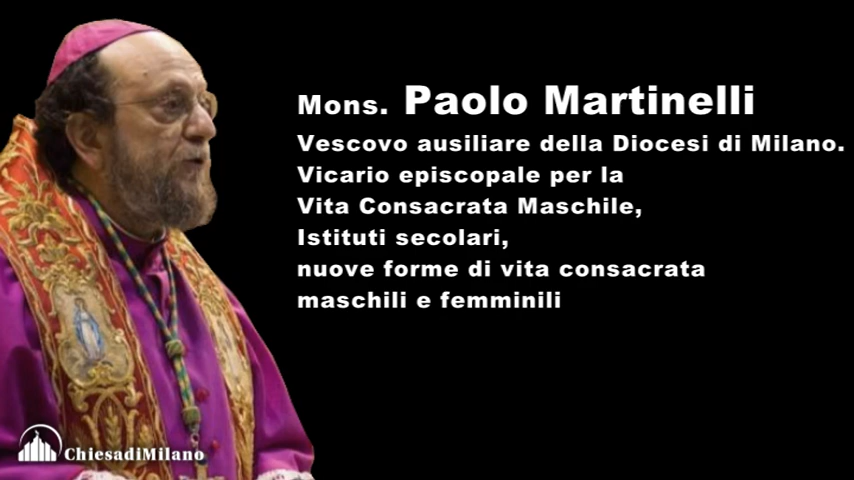 Mons. Paolo Martinelli
Vescovo ausiliare della Diocesi di Milano.
Vicario episcopale per la
Vita Consacrata Maschile,
Istituti secolari,
nuove forme di vita consacrata
maschili e femminili
ChiesadiMilano